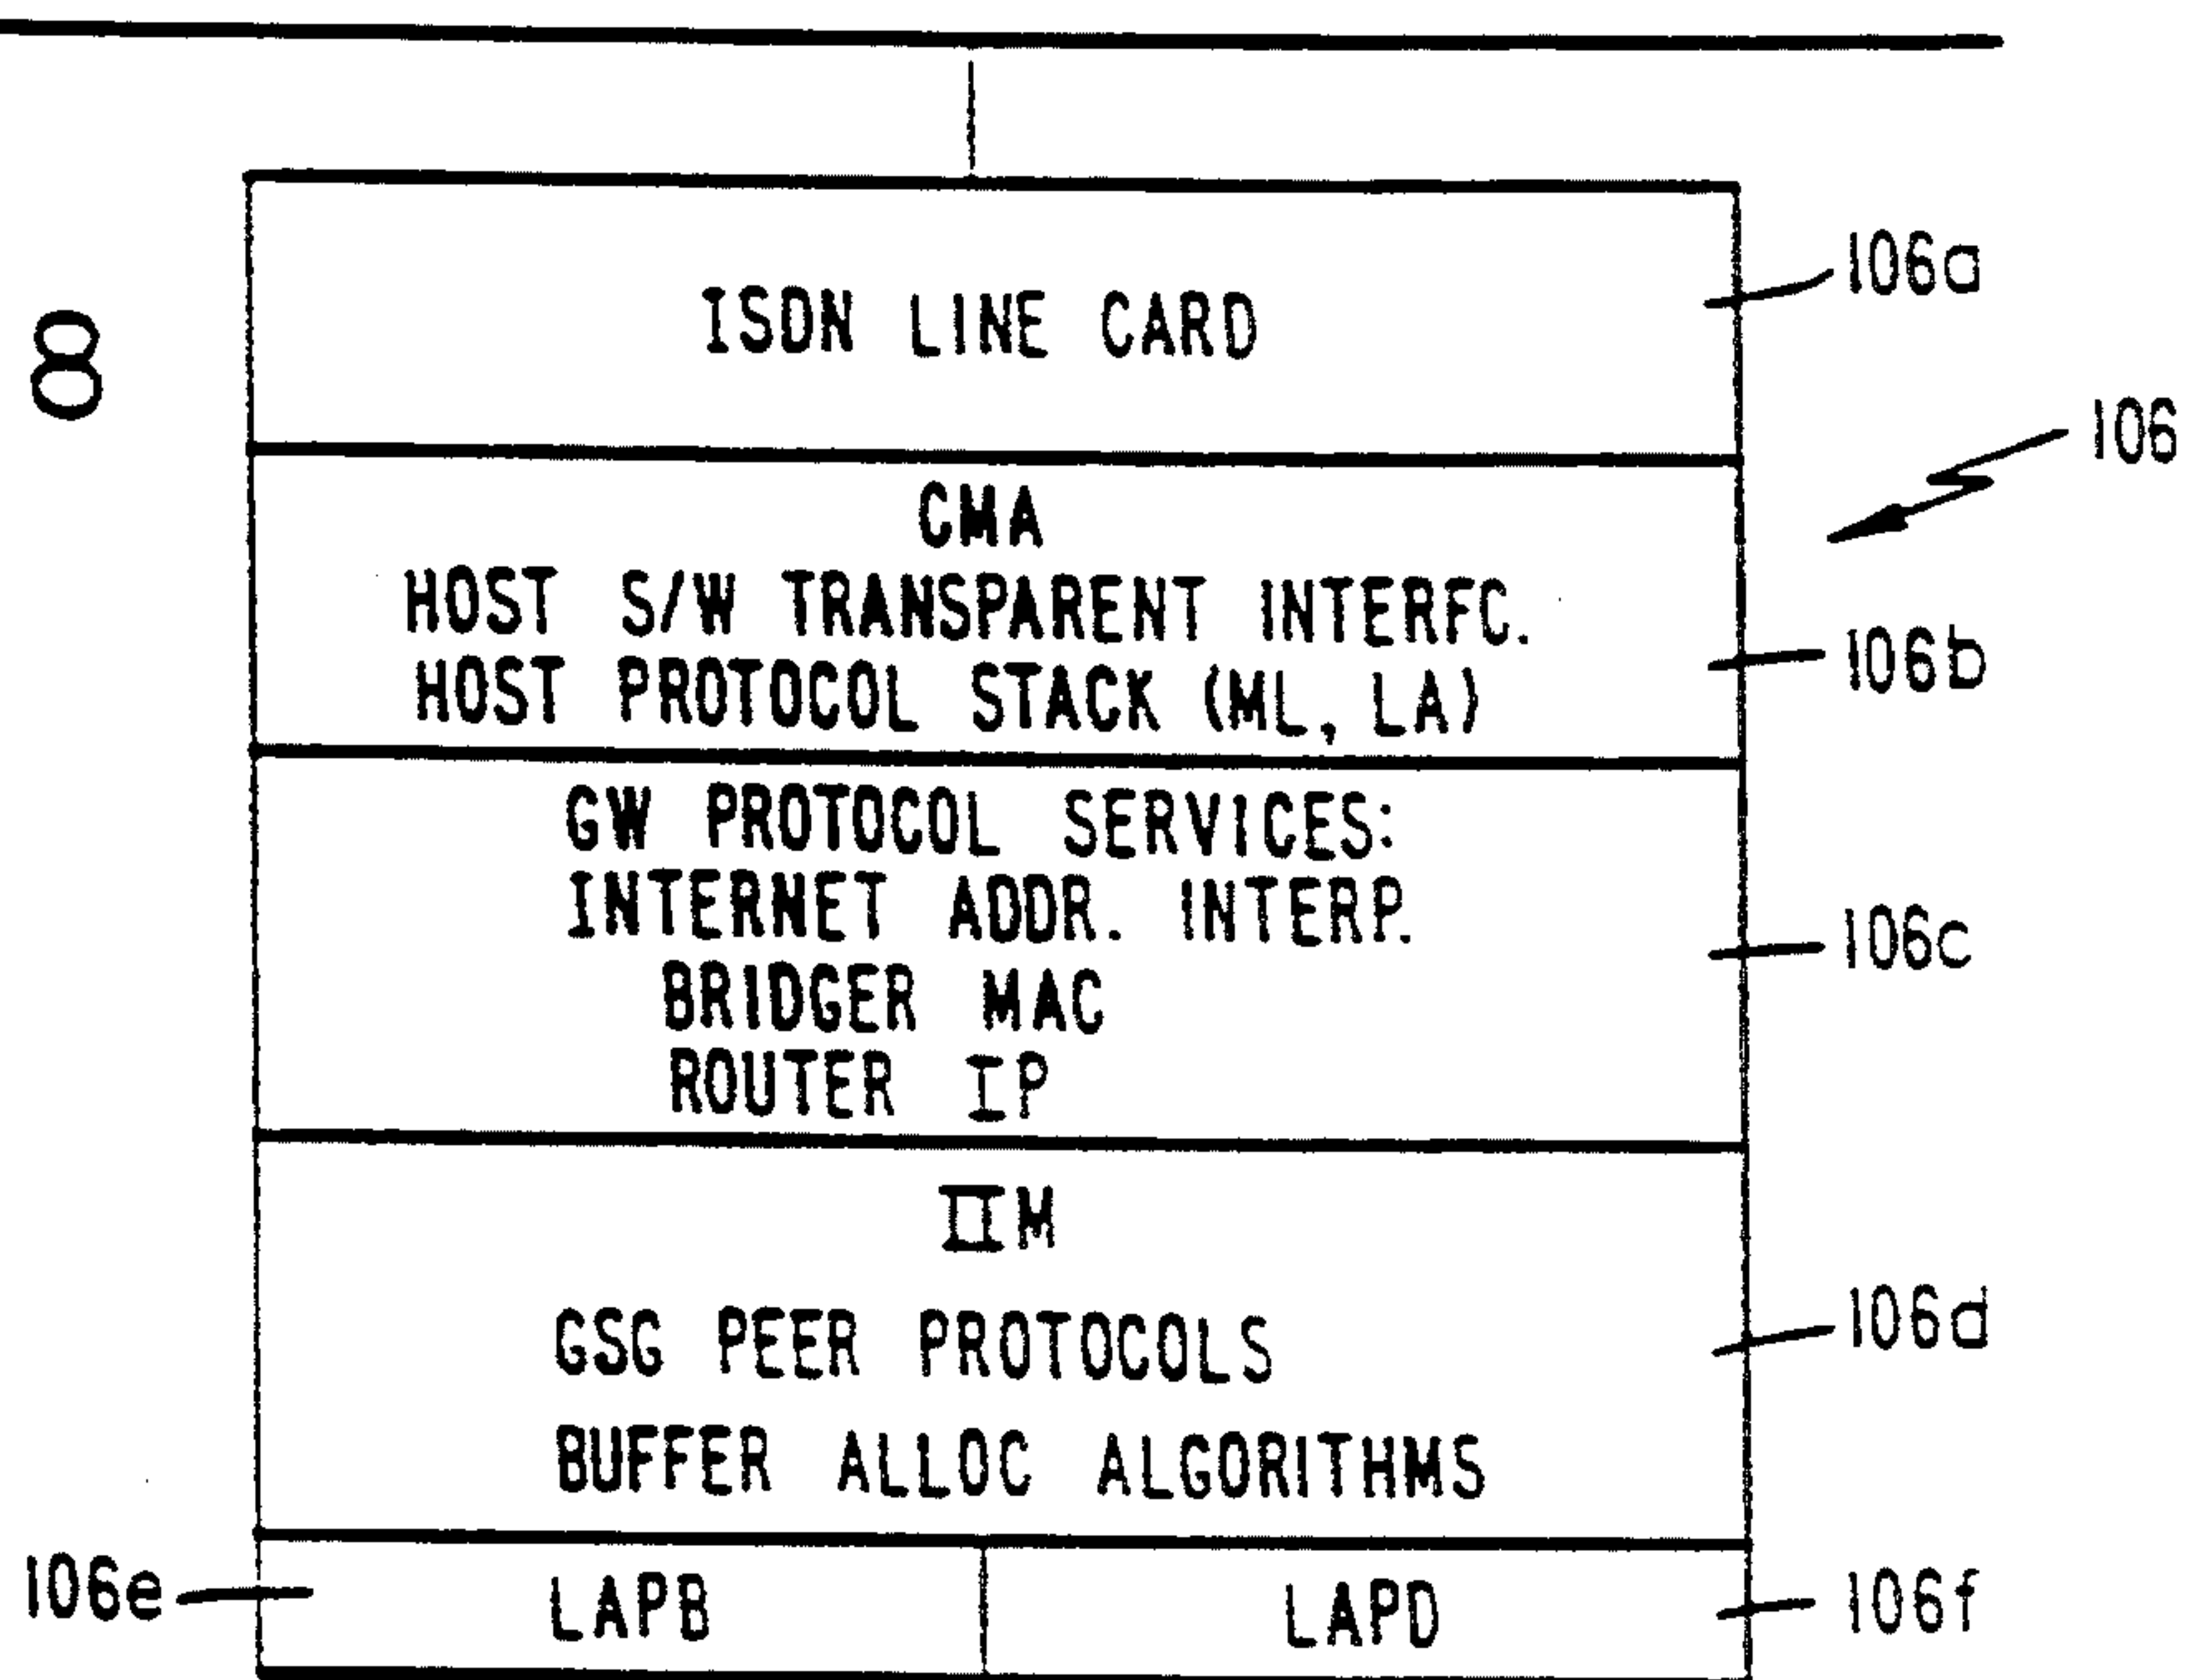 8
ISDN LINE CARD
106a
106
CMA
HOST S/W TRANSPARENT INTERFC.
HOST PROTOCOL STACK (ML, LA)
106b
GW PROTOCOL SERVICES:
INTERNET ADDR. INTERP.
BRIDGER MAC
ROUTER IP
106c
IIM
GSG PEER PROTOCOLS
BUFFER ALLOC ALGORITHMS
106d
106e
LAPB
LAPD
106f